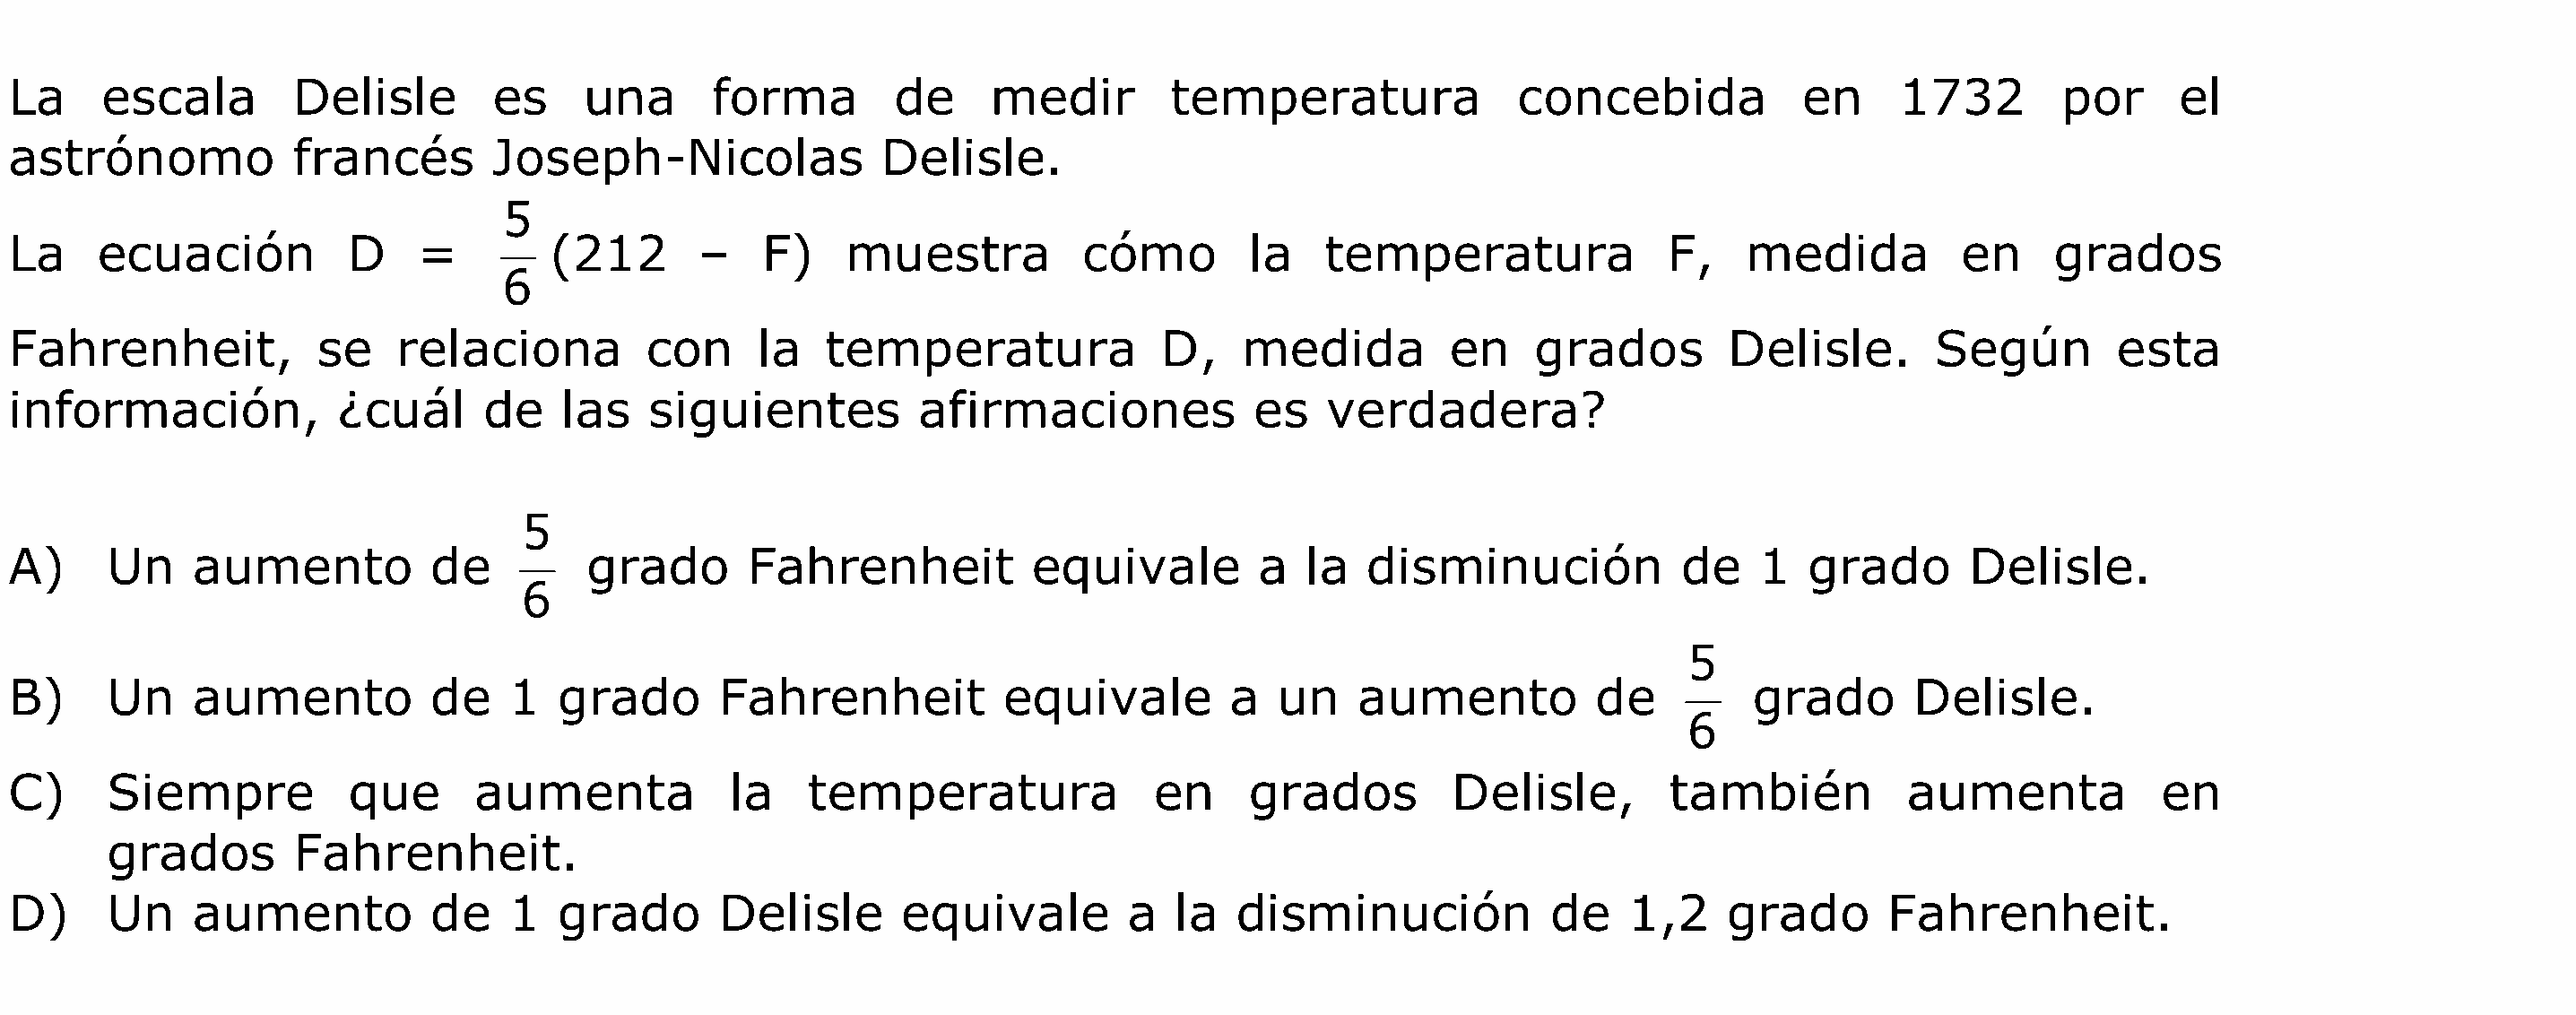 La escala Delisle es una forma de medir temperatura concebida en 1732 por el
astrónomo francés Joseph-Nicolas Delisle.
La ecuación D = 5/6 (212 – F) muestra cómo la temperatura F, medida en grados
Fahrenheit, se relaciona con la temperatura D, medida en grados Delisle. Según esta
información, ¿cuál de las siguientes afirmaciones es verdadera?
A) Un aumento de 5/6 grado Fahrenheit equivale a la disminución de 1 grado Delisle.
B) Un aumento de 1 grado Fahrenheit equivale a un aumento de 5/6 grado Delisle.
C) Siempre que aumenta la temperatura en grados Delisle, también aumenta en
grados Fahrenheit.
D) Un aumento de 1 grado Delisle equivale a la disminución de 1,2 grado Fahrenheit.